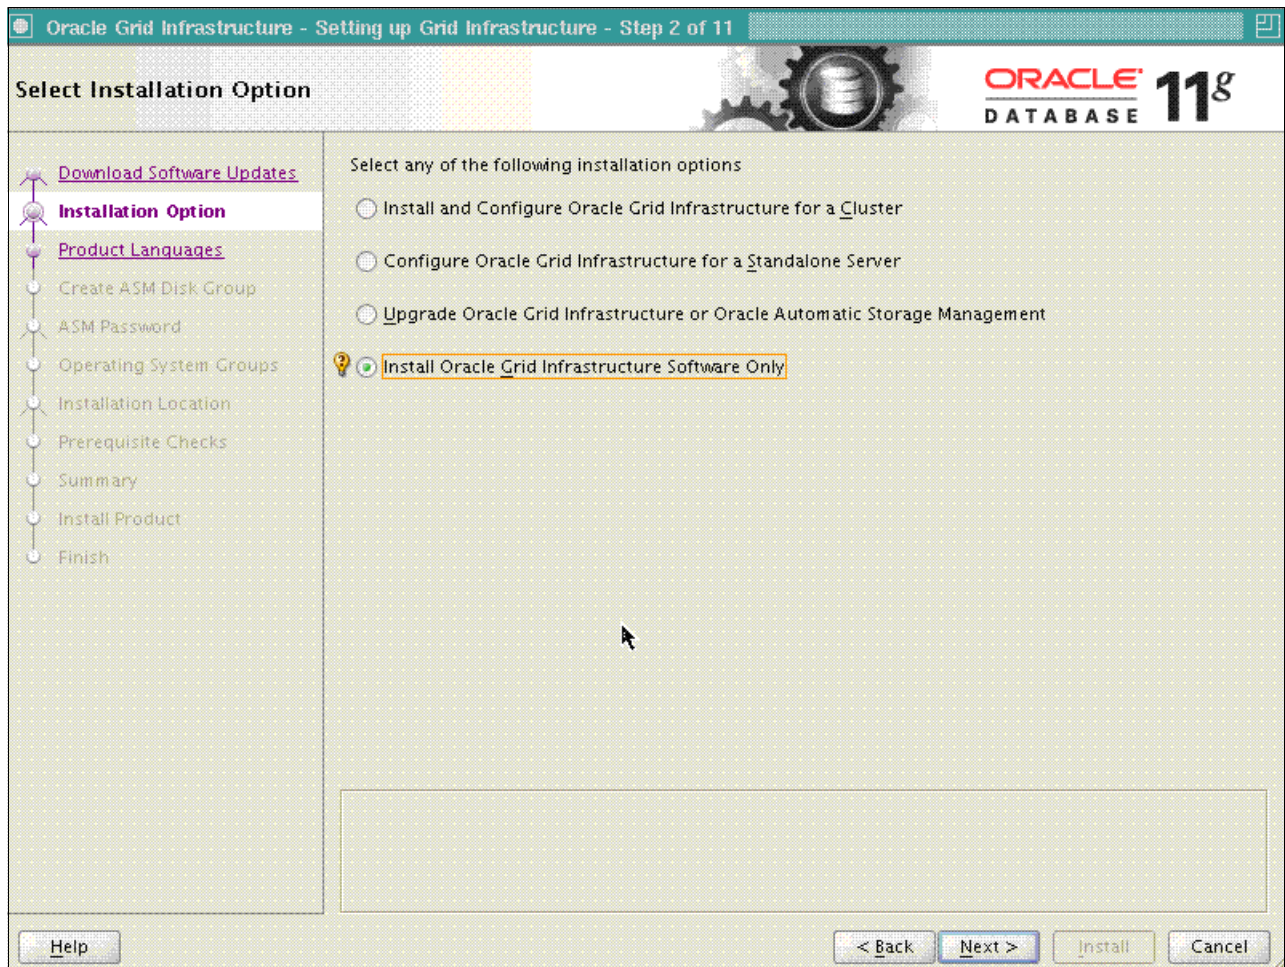 Oracle Grid Infrastructure - Setting up Grid Infrastructure - Step 2 of 11
Select Installation Option
ORACLE DATABASE 11g
Download Software Updates
Installation Option
Product Languages
Create ASM Disk Group
ASM Password
Operating System Groups
Installation Location
Prerequisite Checks
Summary
Install Product
Finish
Select any of the following installation options
Install and Configure Oracle Grid Infrastructure for a Cluster
Configure Oracle Grid Infrastructure for a Standalone Server
Upgrade Oracle Grid Infrastructure or Oracle Automatic Storage Management
Install Oracle Grid Infrastructure Software Only
Help
< Back
Next >
Install
Cancel